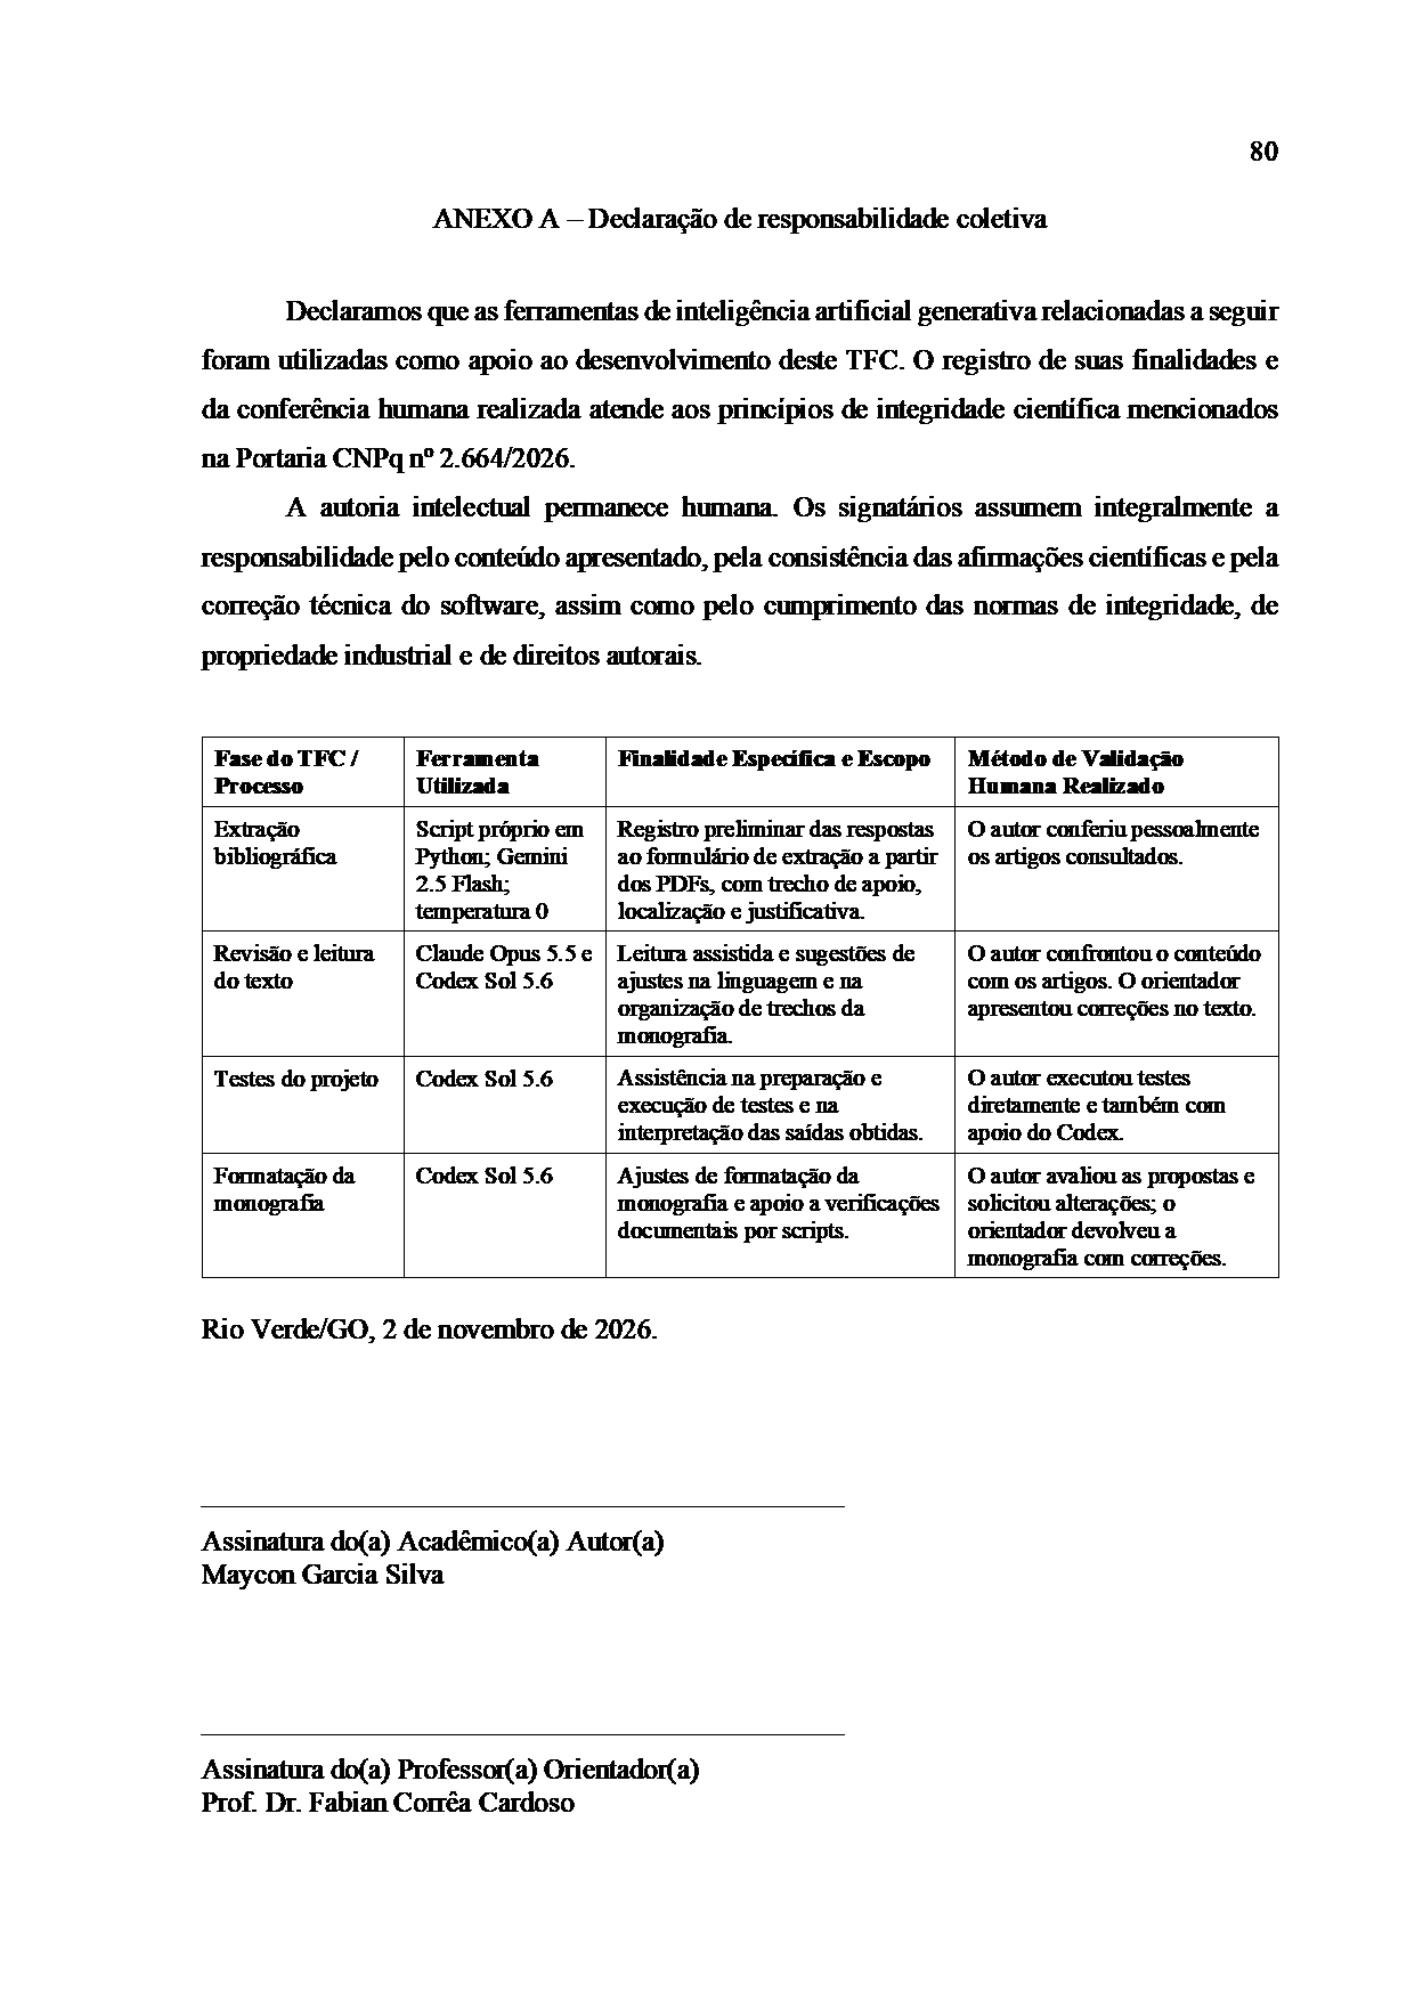 80
ANEXO A – Declaração de responsabilidade coletiva
Declaramos que as ferramentas de inteligência artificial generativa relacionadas a seguir
foram utilizadas como apoio ao desenvolvimento deste TFC. O registro de suas finalidades e
da conferência humana realizada atende aos princípios de integridade científica mencionados
na Portaria CNPq nº 2.664/2026.
A autoria intelectual permanece humana. Os signatários assumem integralmente a
responsabilidade pelo conteúdo apresentado, pela consistência das afirmações científicas e pela
correção técnica do software, assim como pelo cumprimento das normas de integridade, de
propriedade industrial e de direitos autorais.
Fase do TFC /
Processo
Ferramenta
Utilizada
Finalidade Específica e Escopo
Método de Validação
Humana Realizado
Extração
bibliográfica
Script próprio em
Python; Gemini
2.5 Flash;
temperatura 0
Registro preliminar das respostas
ao formulário de extração a partir
dos PDFs, com trecho de apoio,
localização e justificativa.
O autor conferiu pessoalmente
os artigos consultados.
Revisão e leitura
do texto
Claude Opus 5.5 e
Codex Sol 5.6
Leitura assistida e sugestões de
ajustes na linguagem e na
organização de trechos da
monografia.
O autor confrontou o conteúdo
com os artigos. O orientador
apresentou correções no texto.
Testes do projeto
Codex Sol 5.6
Assistência na preparação e
execução de testes e na
interpretação das saídas obtidas.
O autor executou testes
diretamente e também com
apoio do Codex.
Formatação da
monografia
Codex Sol 5.6
Ajustes de formatação da
monografia e apoio a verificações
documentais por scripts.
O autor avaliou as propostas e
solicitou alterações; o
orientador devolveu a
monografia com correções.
Rio Verde/GO, 2 de novembro de 2026.
Assinatura do(a) Acadêmico(a) Autor(a)
Maycon Garcia Silva
Assinatura do(a) Professor(a) Orientador(a)
Prof. Dr. Fabian Corrêa Cardoso